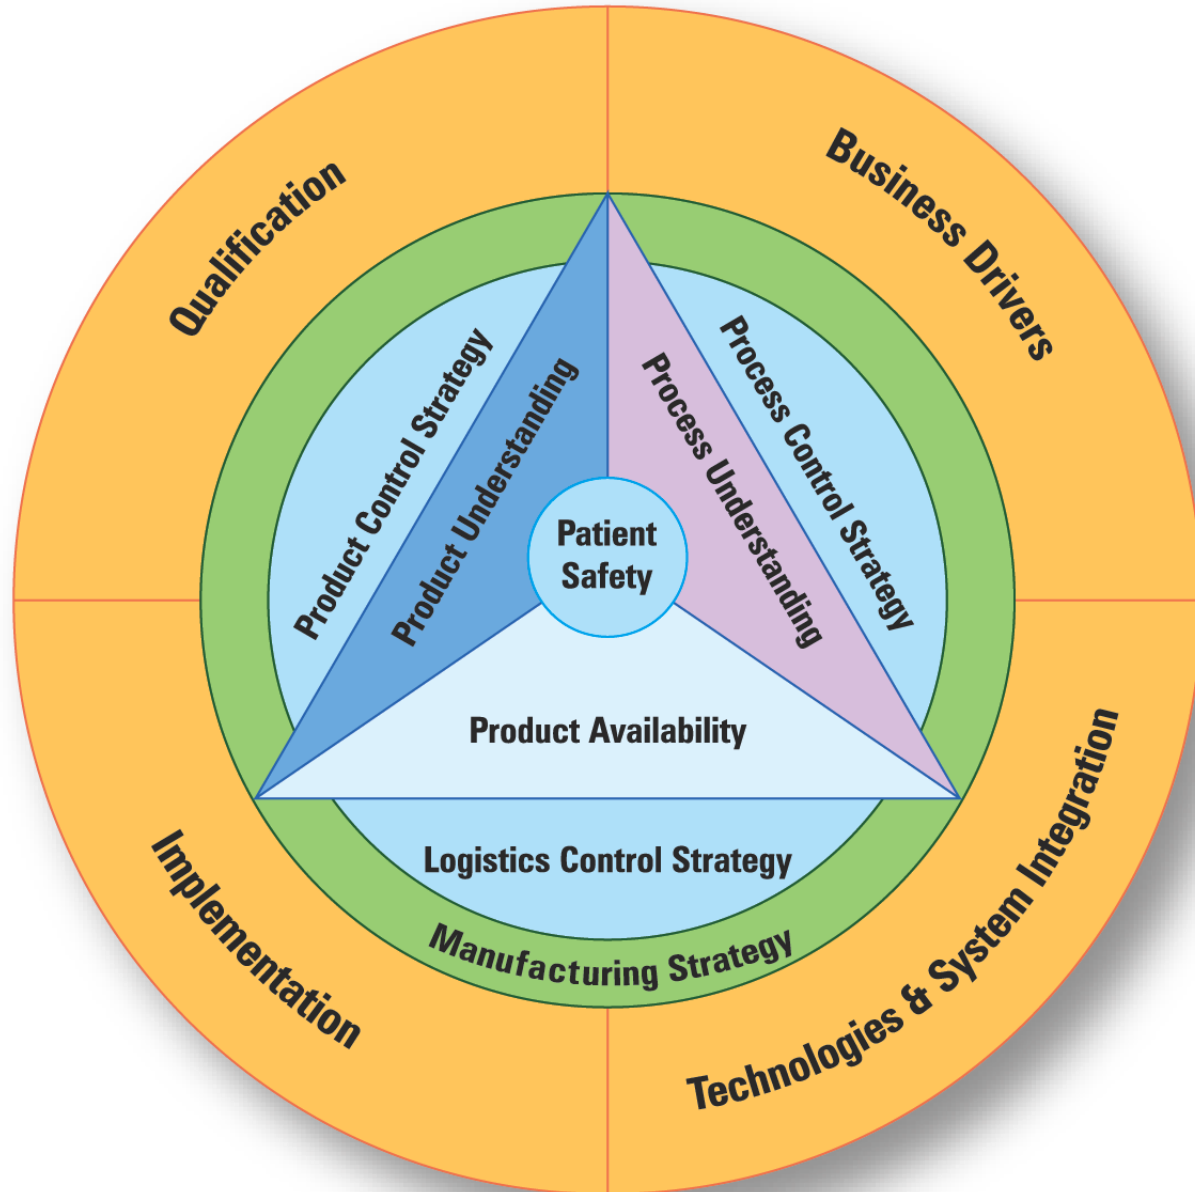 Qualification
Business Drivers
Product Control Strategy
Product Understanding
Process Understanding
Process Control Strategy
Patient
Safety
Product Availability
Logistics Control Strategy
Manufacturing Strategy
Implementation
Technologies & System Integration